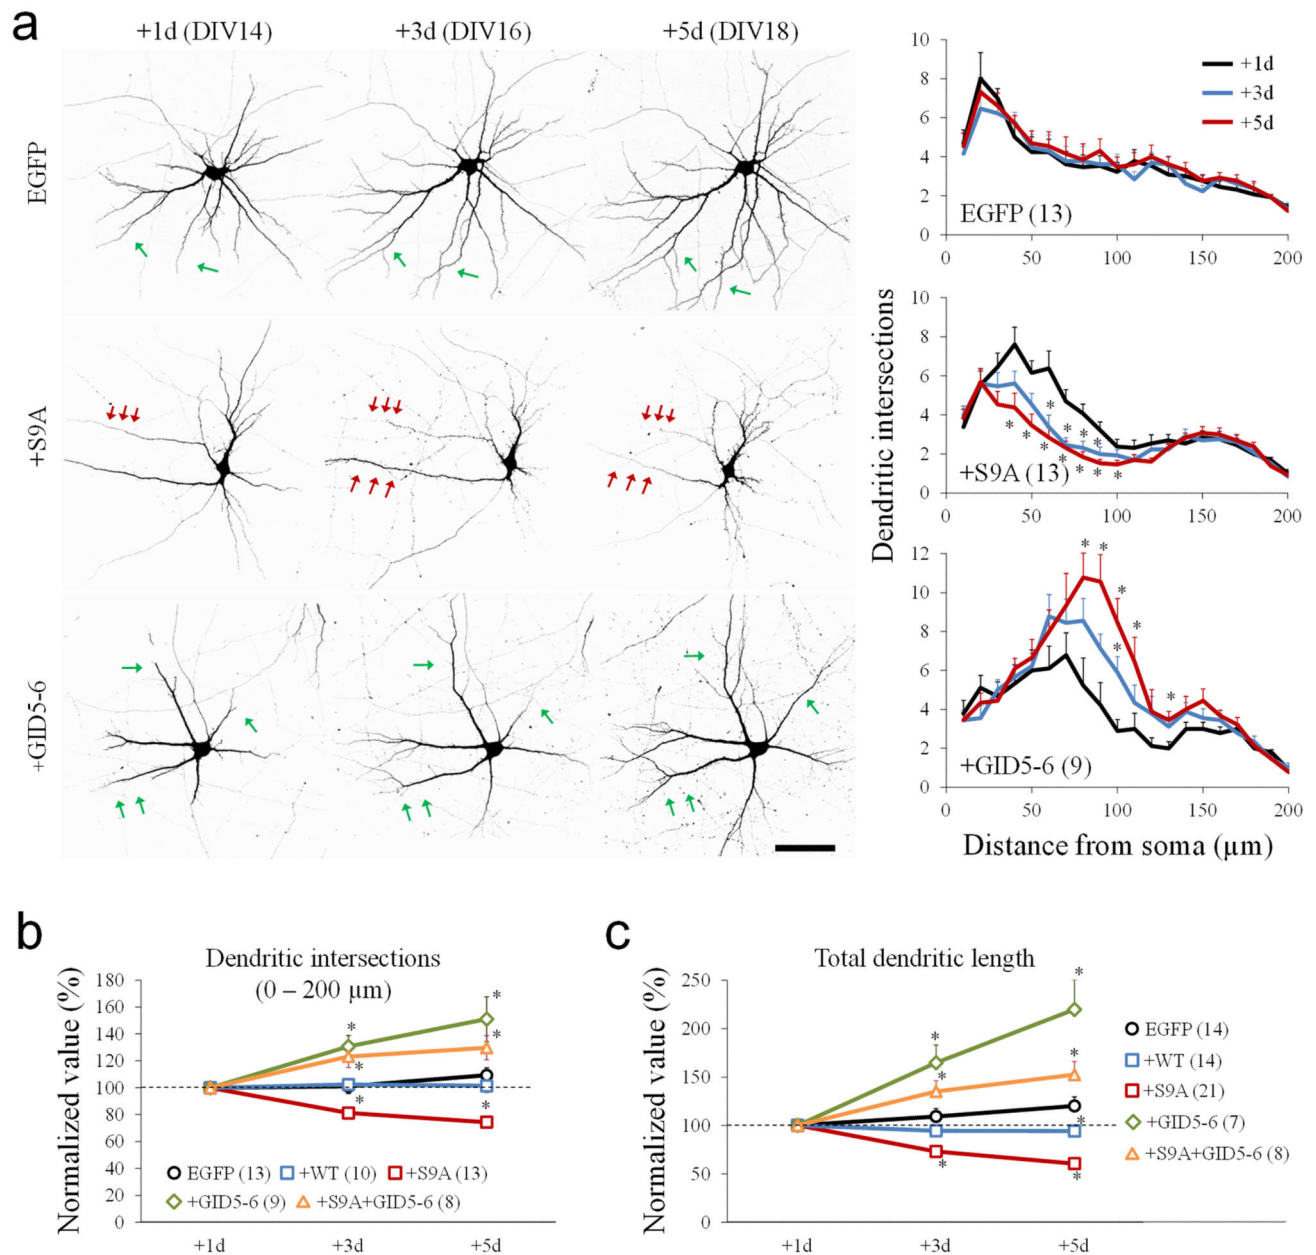 a
+1d (DIV14)
+3d (DIV16)
+5d (DIV18)
EGFP
+S9A
+GID5-6
Dendritic intersections
10
8
6
4
2
0
+1d
+3d
+5d
EGFP (13)
0
50
100
150
200
10
8
6
4
2
0
* * * *
* * * * * * *
+S9A (13)
0
50
100
150
200
12
10
8
6
4
2
0
* * * * * *
+GID5-6 (9)
0
50
100
150
200
Distance from soma (µm)
b
Dendritic intersections
(0 – 200 µm)
Normalized value (%)
180
160
140
120
100
80
60
40
20
0
* * *
* * *
EGFP (13) +WT (10) +S9A (13)
+GID5-6 (9) +S9A+GID5-6 (8)
+1d
+3d
+5d
c
Total dendritic length
Normalized value (%)
250
200
150
100
50
0
* * *
* * * *
EGFP (14)
+WT (14)
+S9A (21)
+GID5-6 (7)
+S9A+GID5-6 (8)
+1d
+3d
+5d